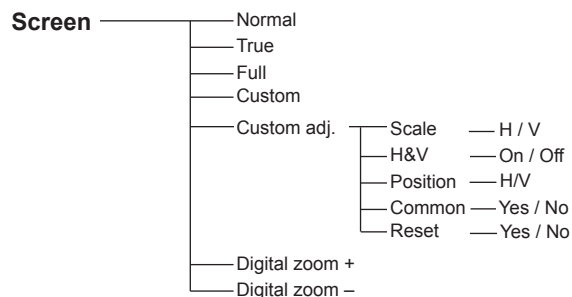 Screen Normal
True
Full
Custom
Custom adj. Scale H / V
H&V On / Off
Position H/V
Common Yes / No
Reset Yes / No
Digital zoom +
Digital zoom –